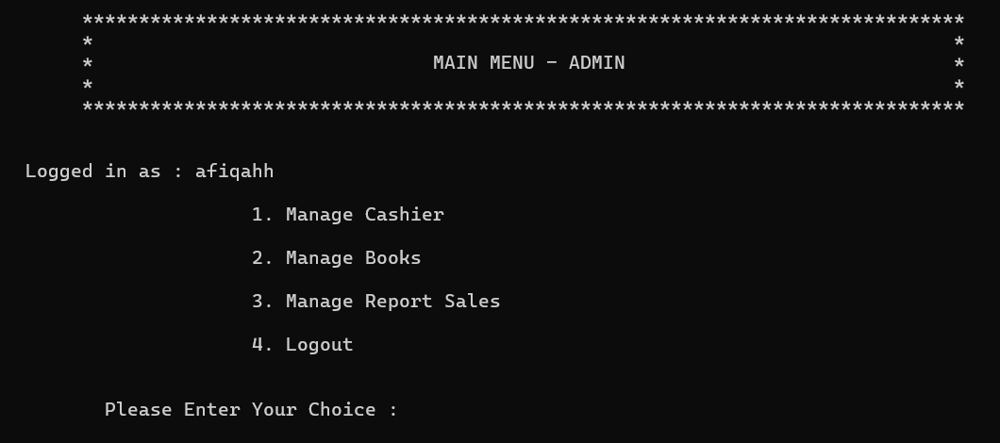 ******************************************************************************
* *
* MAIN MENU - ADMIN *
* *
******************************************************************************
Logged in as : afiqahh
1. Manage Cashier
2. Manage Books
3. Manage Report Sales
4. Logout
Please Enter Your Choice :